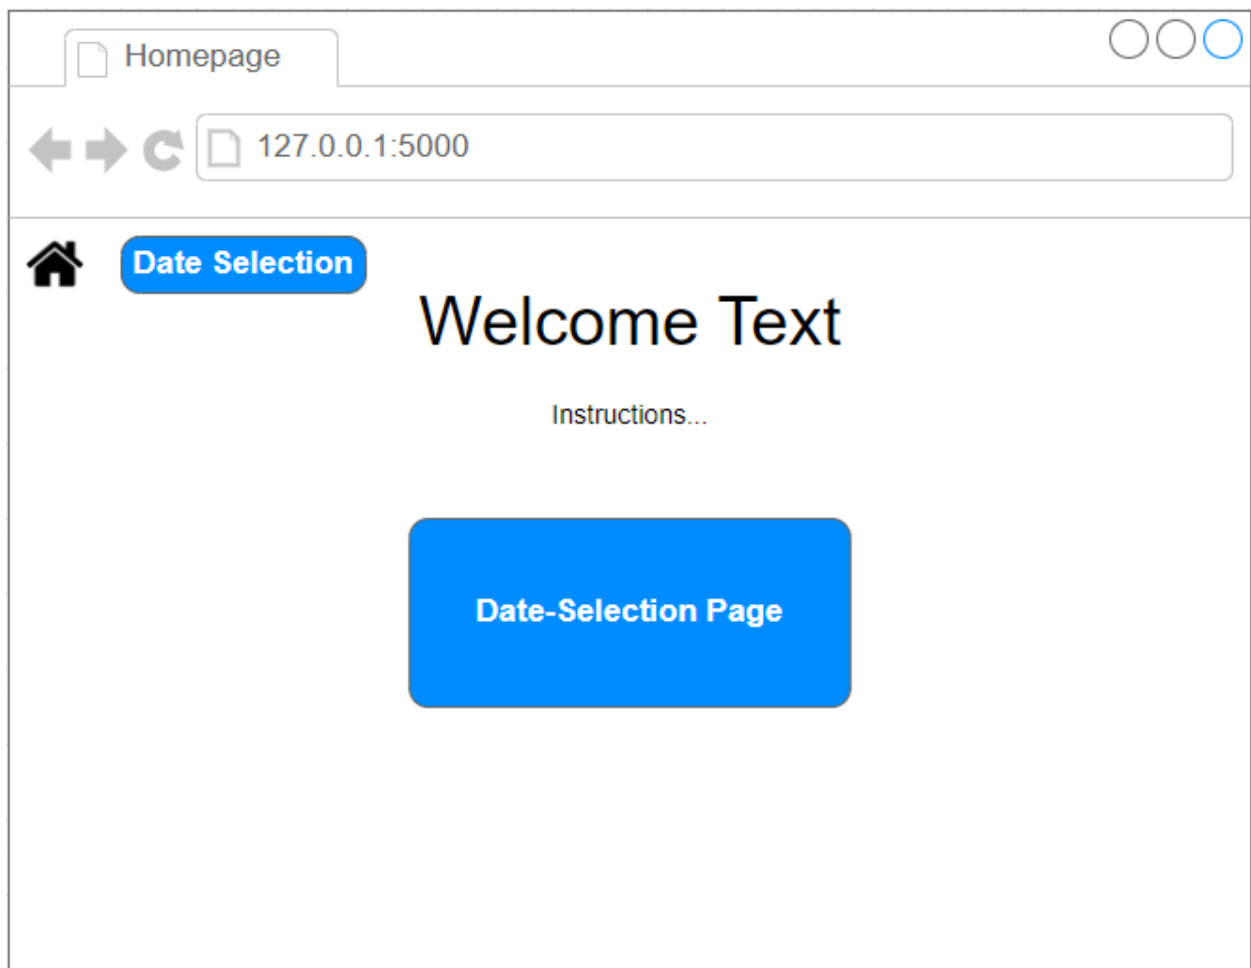 Homepage
127.0.0.1:5000
Date Selection
Welcome Text
Instructions...
Date-Selection Page